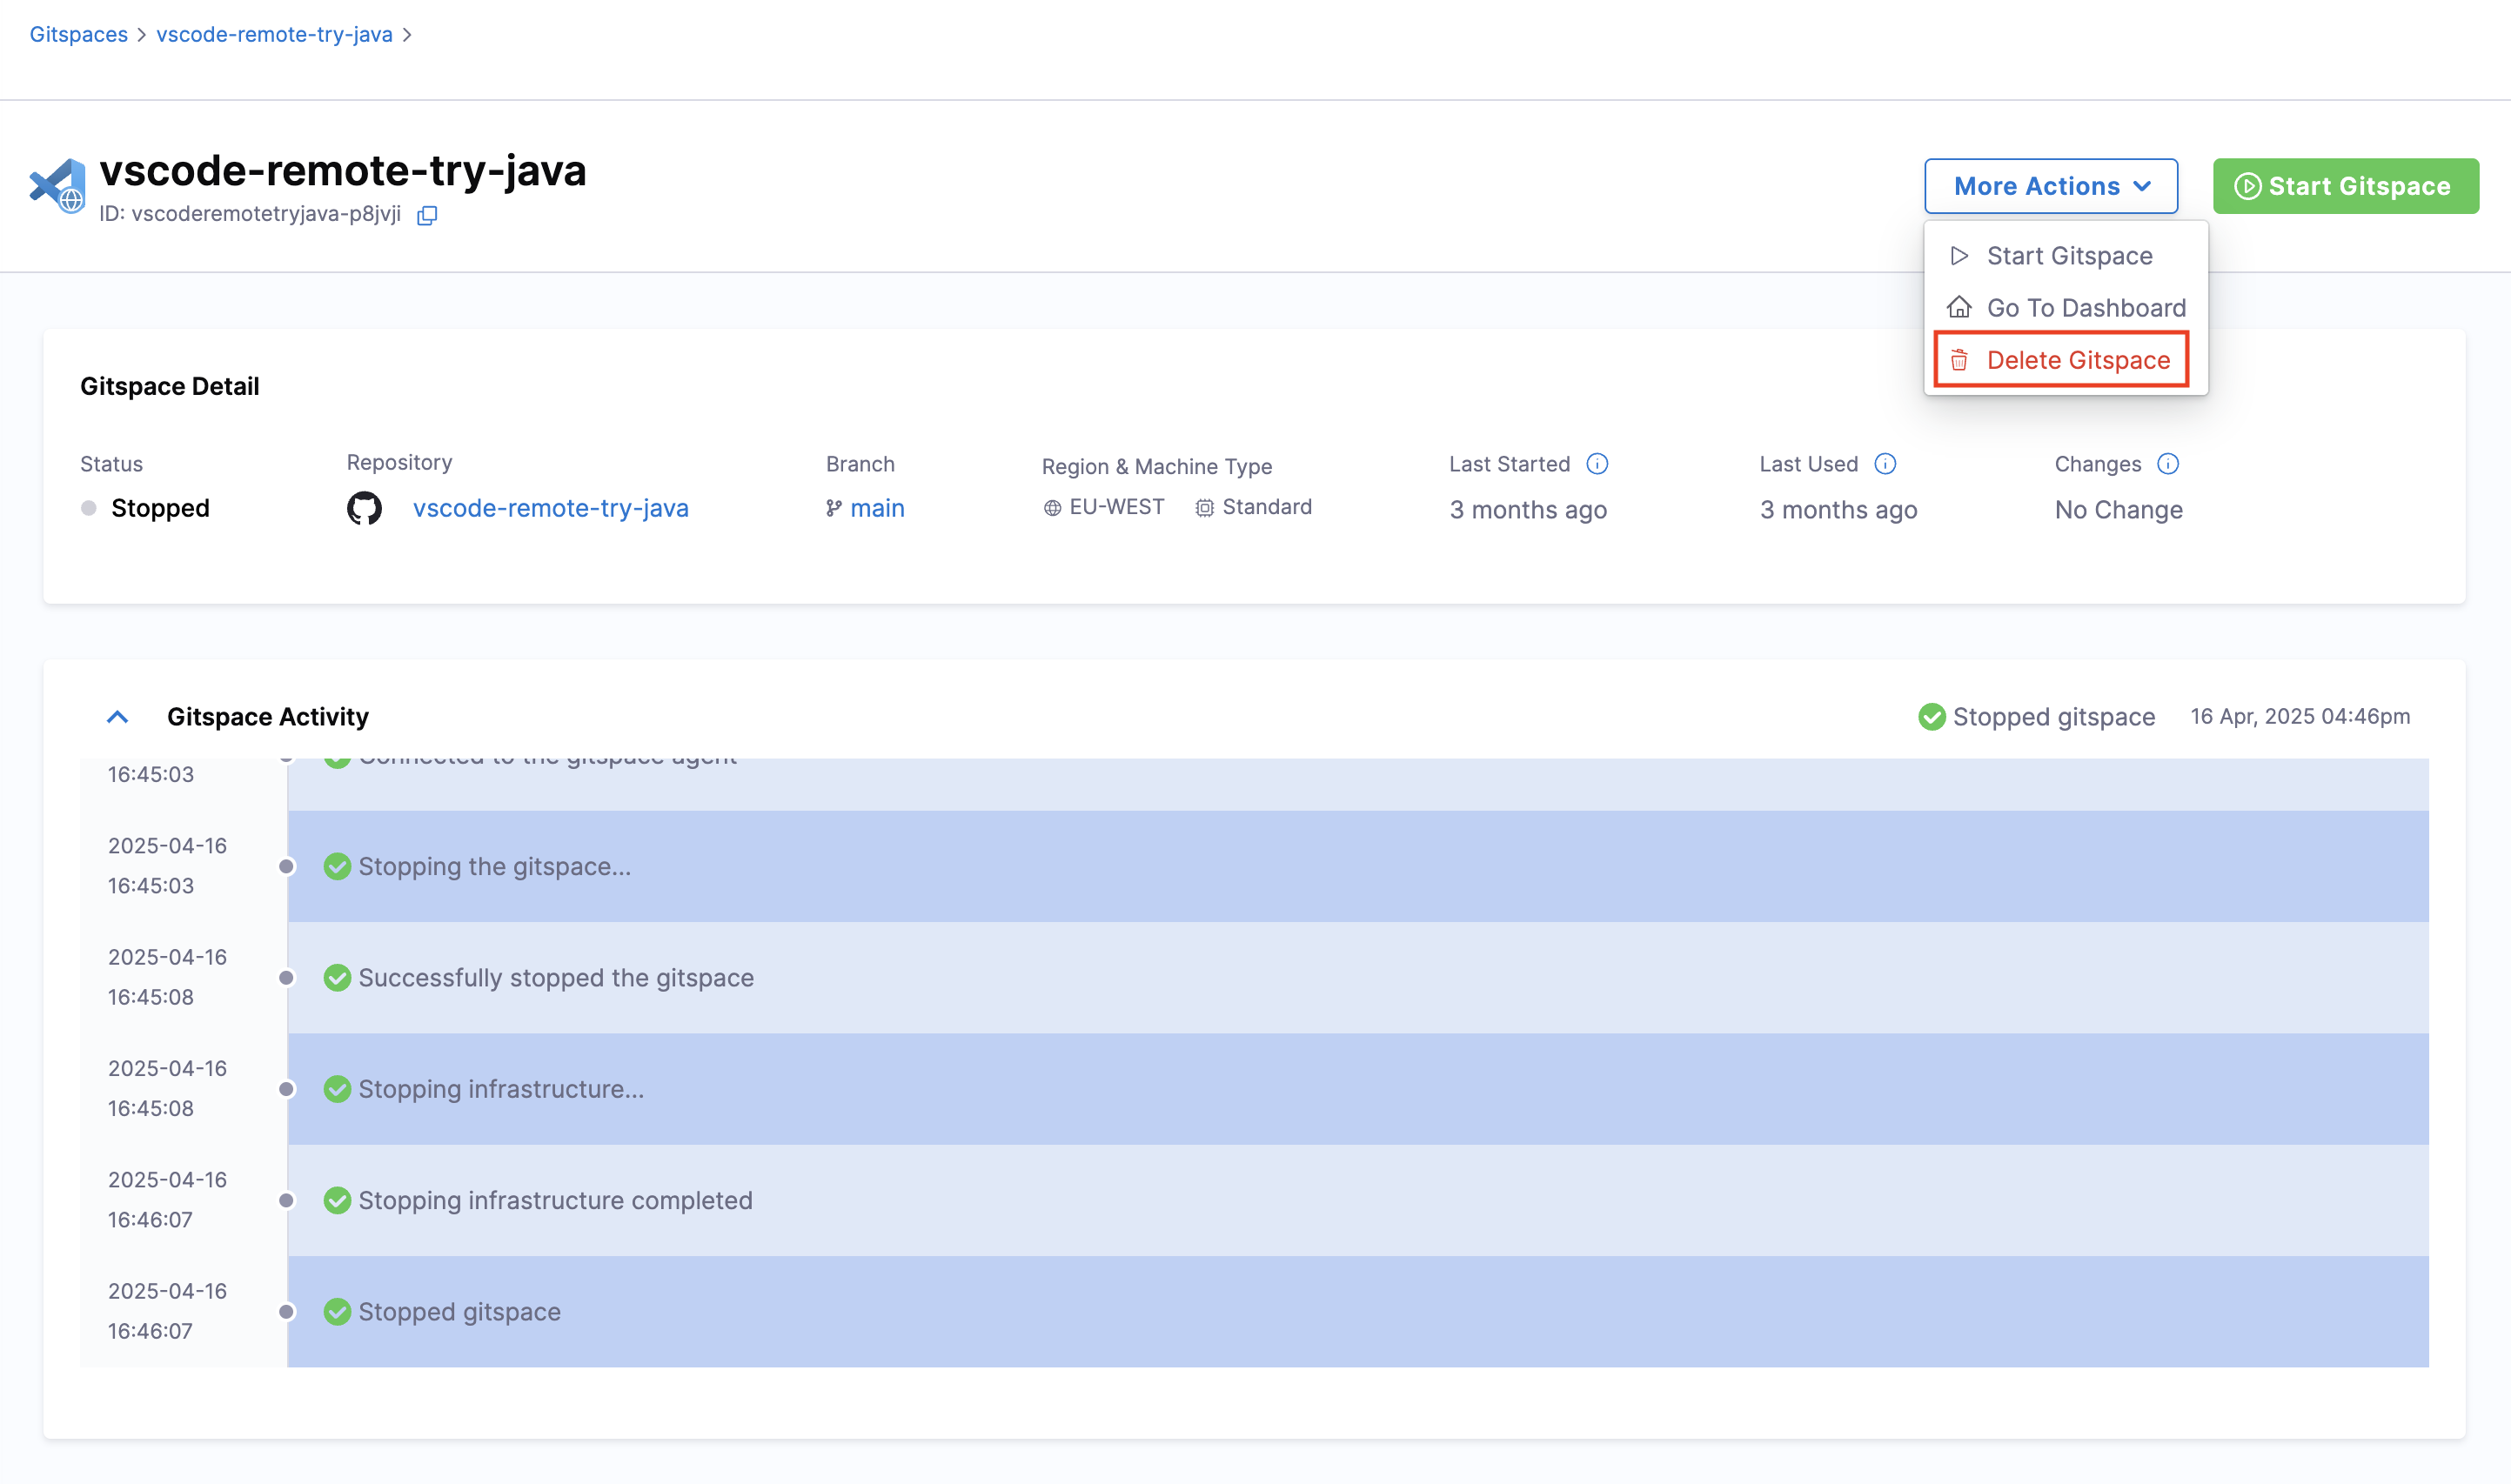 Gitspaces > vscode-remote-try-java >
vscode-remote-try-java
ID: vscoderemotetryjava-p8jvji
More Actions
Start Gitspace
Start Gitspace
Go To Dashboard
Delete Gitspace
Gitspace Detail
Status
Stopped
Repository
vscode-remote-try-java
Branch
main
Region & Machine Type
EU-WEST Standard
Last Started
3 months ago
Last Used
3 months ago
Changes
No Change
Gitspace Activity
Stopped gitspace 16 Apr, 2025 04:46pm
16:45:03
Connected to the gitspace agent
2025-04-16
16:45:03
Stopping the gitspace...
2025-04-16
16:45:08
Successfully stopped the gitspace
2025-04-16
16:45:08
Stopping infrastructure...
2025-04-16
16:46:07
Stopping infrastructure completed
2025-04-16
16:46:07
Stopped gitspace